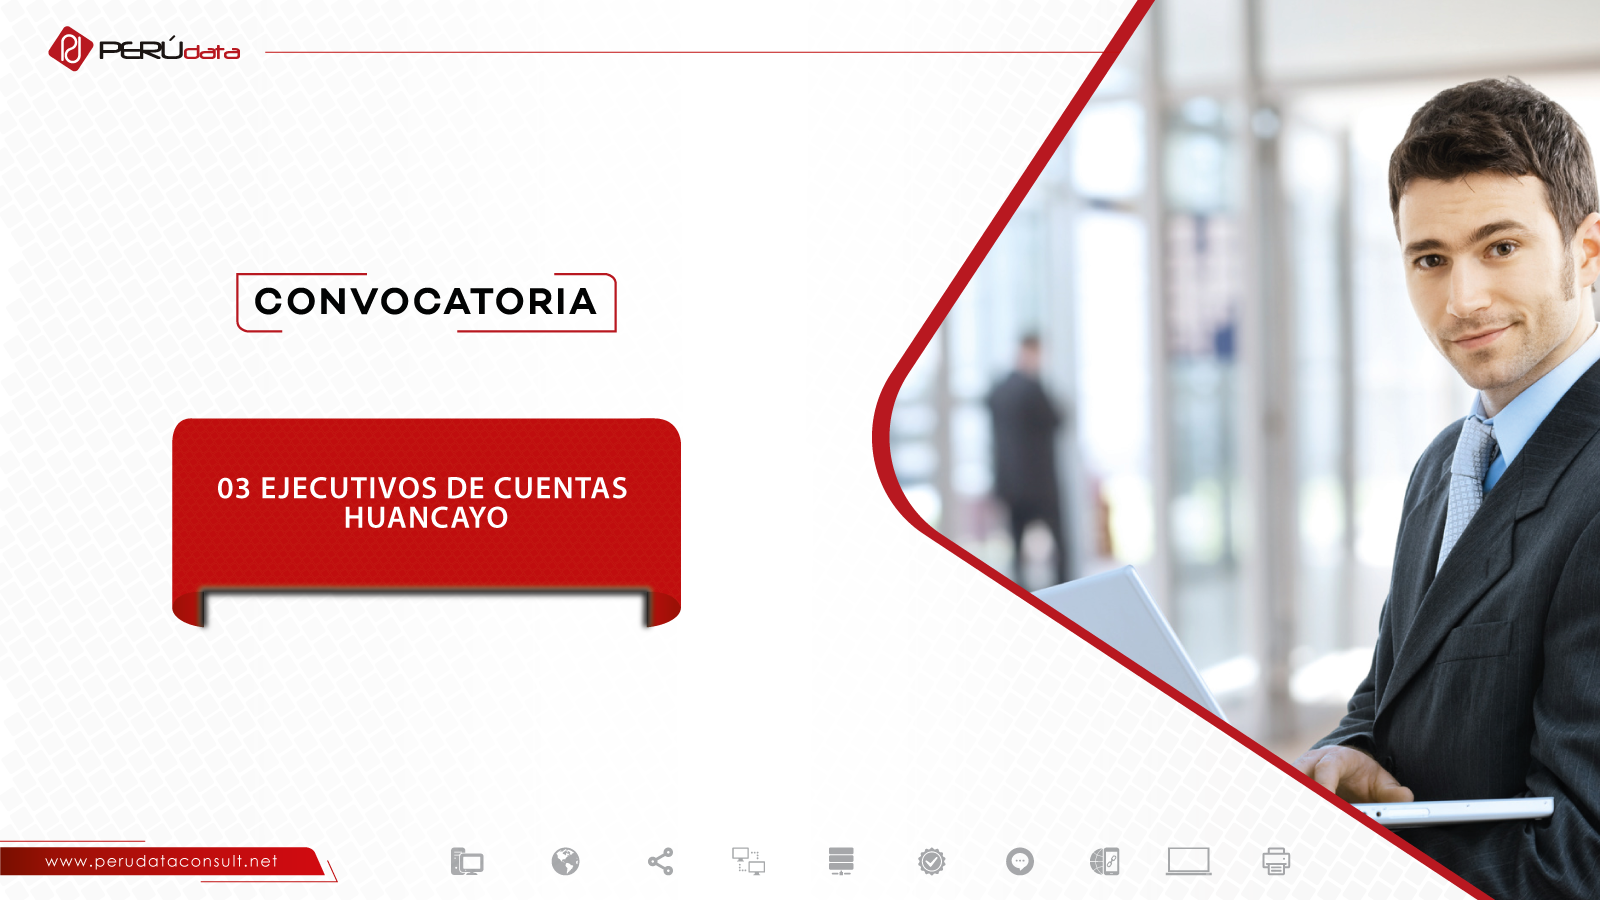 PERÚdata
CONVOCATORIA
03 EJECUTIVOS DE CUENTAS
HUANCAYO
www.perudataconsult.net